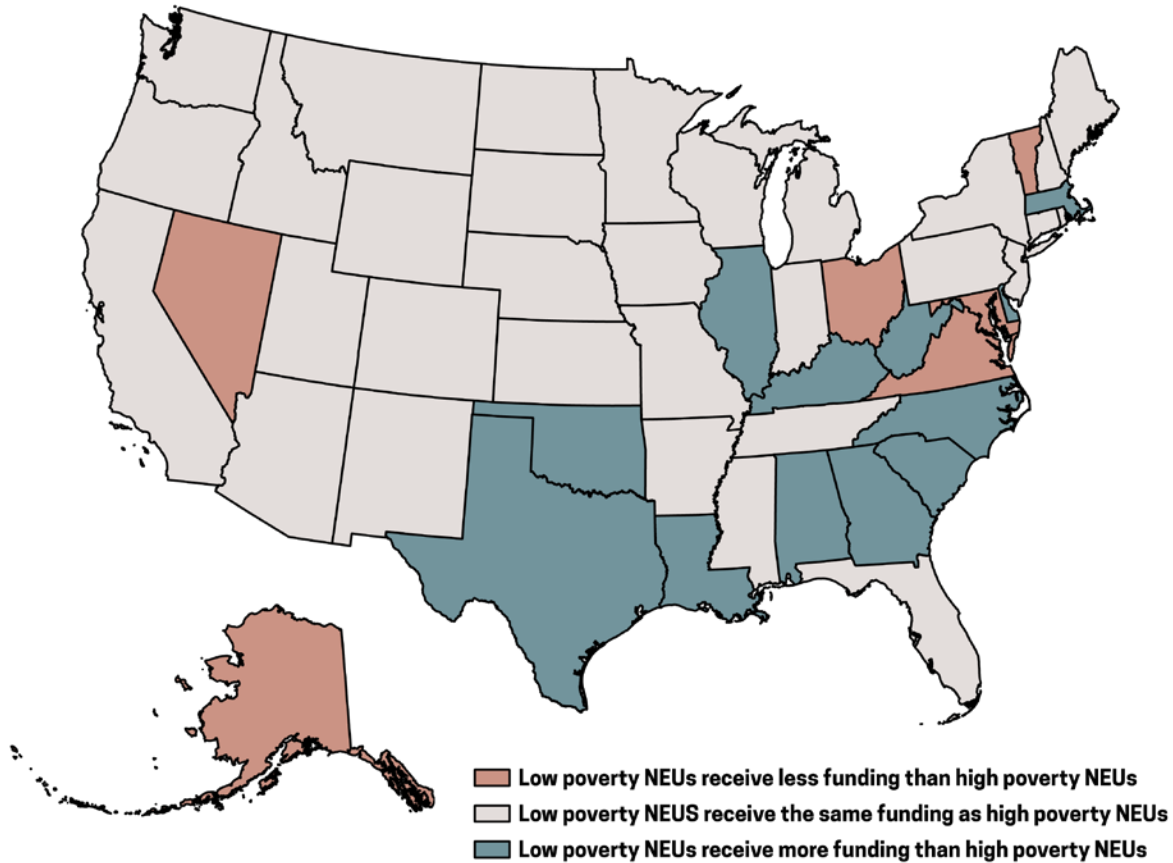 Low poverty NEUs receive less funding than high poverty NEUs
Low poverty NEUS receive the same funding as high poverty NEUs
Low poverty NEUs receive more funding than high poverty NEUs